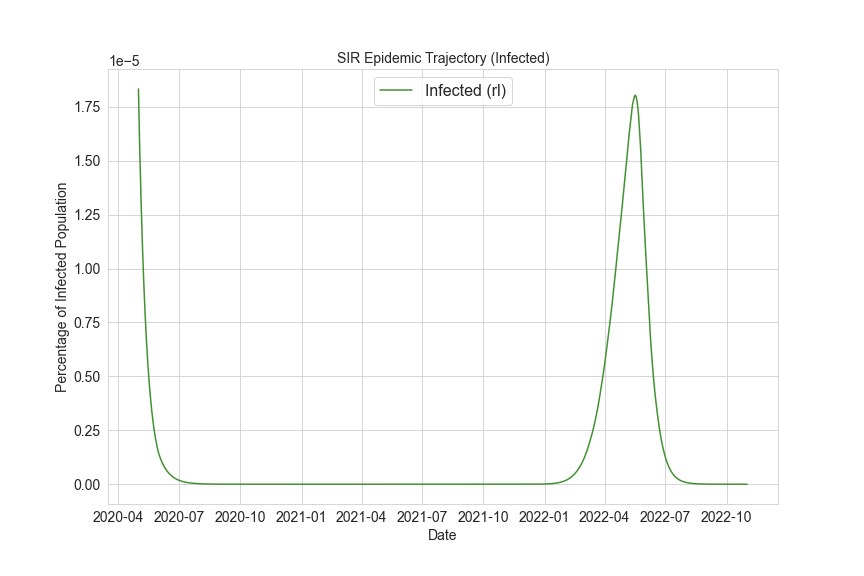 SIR Epidemic Trajectory (Infected)
1e−5
Infected (rI)
1.75
1.50
1.25
1.00
0.75
0.50
0.25
0.00
Percentage of Infected Population
2020-04 2020-07 2020-10 2021-01 2021-04 2021-07 2021-10 2022-01 2022-04 2022-07 2022-10
Date